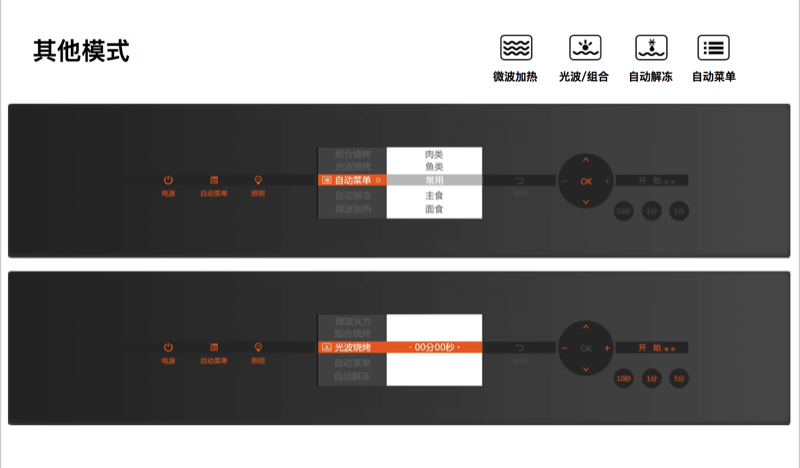 其他模式
微波加热 光波/组合 自动解冻 自动菜单
组合烧烤 肉类
光波烧烤 鱼类
自动菜单 常用
自动解冻 主食
微波加热 面食
电源 自动菜单 照明
- OK +
开 始
10秒 1分 5分
微波火力
组合烧烤
光波烧烤 - 00分00秒 +
自动菜单
自动解冻
电源 自动菜单 照明
- OK +
开 始
10秒 1分 5分